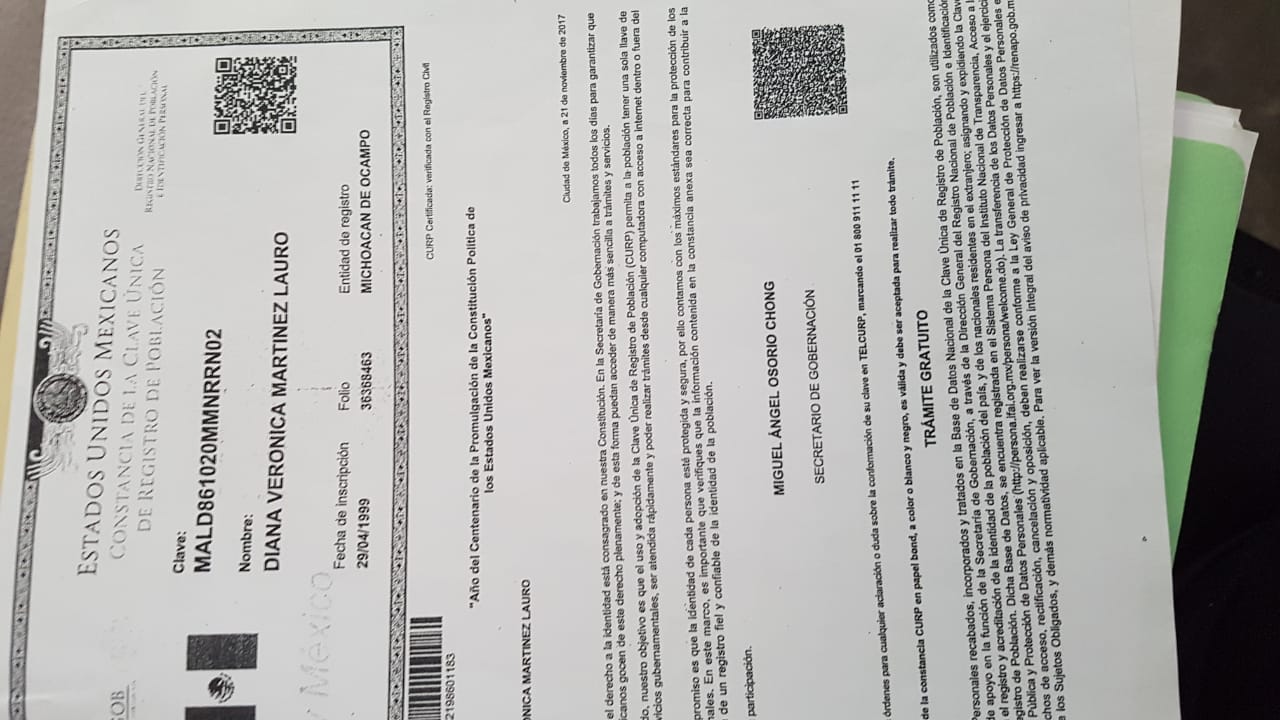 ESTADOS UNIDOS MEXICANOS
CONSTANCIA DE LA CLAVE ÚNICA
DE REGISTRO DE POBLACIÓN
DIRECCIÓN GENERAL DEL
REGISTRO NACIONAL DE POBLACIÓN
E IDENTIFICACIÓN PERSONAL
GOB
México
Clave:
MALD861020MMNRRN02
Nombre:
DIANA VERONICA MARTINEZ LAURO
Fecha de inscripción Folio Entidad de registro
29/04/1999 36368463 MICHOACAN DE OCAMPO
2198601183
CURP Certificada: verificada con el Registro Civil
"Año del Centenario de la Promulgación de la Constitución Política de
los Estados Unidos Mexicanos"
NICA MARTINEZ LAURO
Ciudad de México, a 21 de noviembre de 2017
el derecho a la identidad está consagrado en nuestra Constitución. En la Secretaría de Gobernación trabajamos todos los días para garantizar que
icanos gocen de este derecho plenamente; y de esta forma puedan acceder de manera más sencilla a trámites y servicios.
do, nuestro objetivo es que el uso y adopción de la Clave Única de Registro de Población (CURP) permita a la población tener una sola llave de
vicios gubernamentales, ser atendida rápidamente y poder realizar trámites desde cualquier computadora con acceso a internet dentro o fuera del
promiso es que la identidad de cada persona está protegida y segura, por ello contamos con los máximos estándares para la protección de los
nales. En este marco, es importante que verifiques que la información contenida en la constancia anexa sea correcta para contribuir a la
de un registro fiel y confiable de la identidad de la población.
participación.
MIGUEL ÁNGEL OSORIO CHONG
SECRETARIO DE GOBERNACIÓN
órdenes para cualquier aclaración o duda sobre la conformación de su clave en TELCURP, marcando el 01 800 911 11 11
de la constancia CURP en papel bond, a color o blanco y negro, es válida y debe ser aceptada para realizar todo trámite.
TRÁMITE GRATUITO
Personales recabados, incorporados y tratados en la Base de Datos Nacional de la Clave Única de Registro de Población, son utilizados como
de apoyo en la función de la Secretaría de Gobernación, a través de la Dirección General del Registro Nacional de Población e Identificación
el registro y acreditación de la identidad de la población del país, y de los nacionales residentes en el extranjero; asignando y expidiendo la Clave
egistro de Población. Dicha Base de Datos, se encuentra registrada en el Sistema Persona del Instituto Nacional de Transparencia, Acceso a l
Pública y Protección de Datos Personales (http://persona.ifai.org.mx/persona/welcome.do). La transferencia de los Datos Personales y el ejercici
chos de acceso, rectificación, cancelación y oposición, deben realizarse conforme a la Ley General de Protección de Datos Personales e
e los Sujetos Obligados, y demás normatividad aplicable. Para ver la versión integral del aviso de privacidad ingresar a https://renapo.gob.m